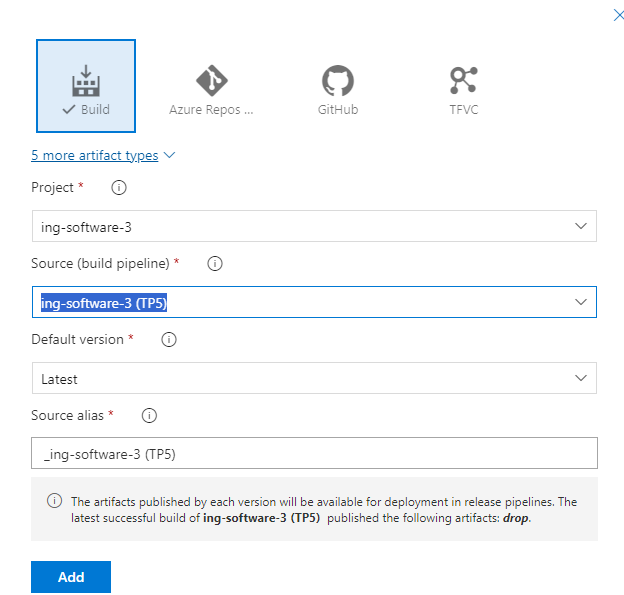 Build
Azure Repos ...
GitHub
TFVC
5 more artifact types
Project *
ing-software-3
Source (build pipeline) *
ing-software-3 (TP5)
Default version *
Latest
Source alias *
_ing-software-3 (TP5)
The artifacts published by each version will be available for deployment in release pipelines. The
latest successful build of ing-software-3 (TP5) published the following artifacts: drop.
Add